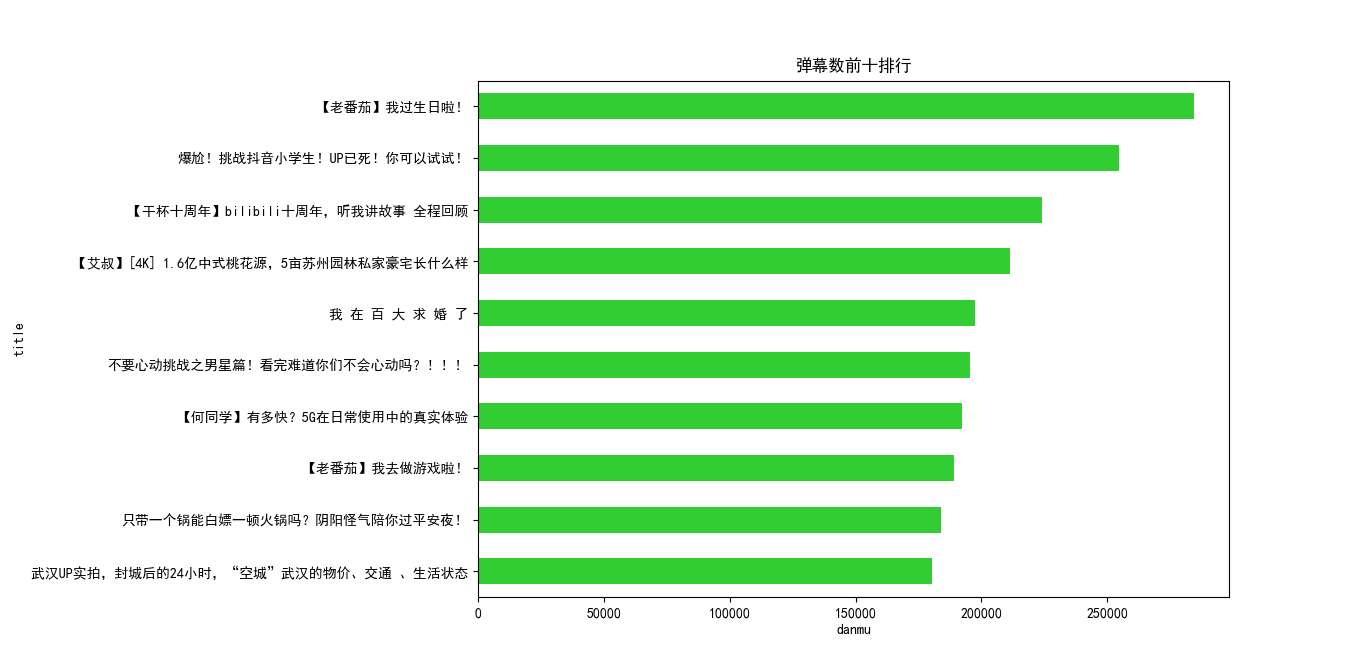 弹幕数前十排行
【老番茄】我过生日啦！
爆尬！挑战抖音小学生！UP已死！你可以试试！
【干杯十周年】bilibili十周年，听我讲故事 全程回顾
【艾叔】[4K] 1.6亿中式桃花源，5亩苏州园林私家豪宅长什么样
我 在 百 大 求 婚 了
不要心动挑战之男星篇！看完难道你们不会心动吗？！！！
【何同学】有多快？5G在日常使用中的真实体验
【老番茄】我去做游戏啦！
只带一个锅能白嫖一顿火锅吗？阴阳怪气陪你过平安夜！
武汉UP实拍，封城后的24小时，“空城”武汉的物价、交通 、生活状态
title
0 50000 100000 150000 200000 250000
danmu